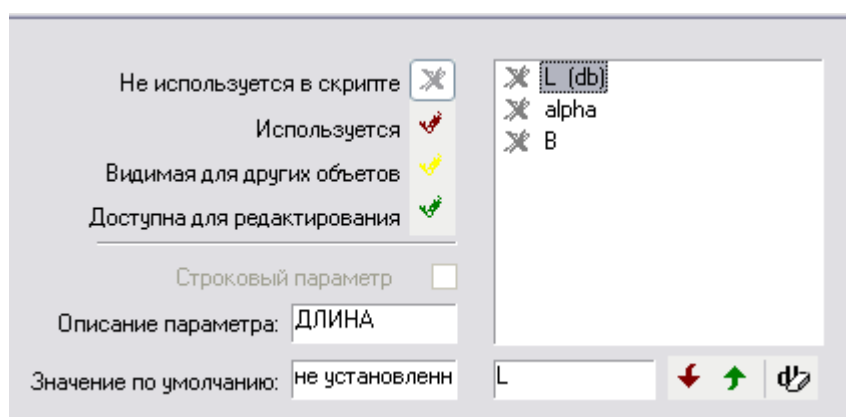 Не используется в скрипте
Используется
Видимая для других объетов
Доступна для редактирования
Строковый параметр
Описание параметра: ДЛИНА
Значение по умолчанию: не установленн
L (db)
alpha
B
L